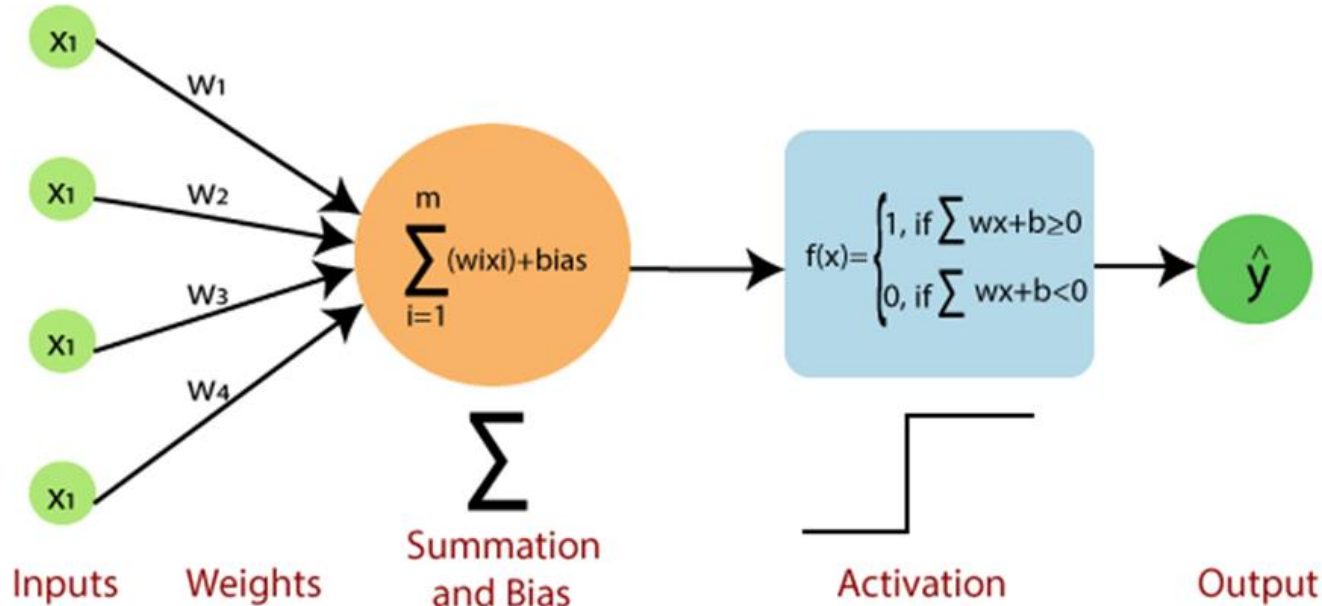 x₁
w₁
x₁
w₂
x₁
w₃
x₁
w₄
m
∑(wixi)+bias
i=1
f(x)={1, if ∑ wx+b≥0
0, if ∑ wx+b<0
ŷ
∑
Inputs
Weights
Summation
and Bias
Activation
Output